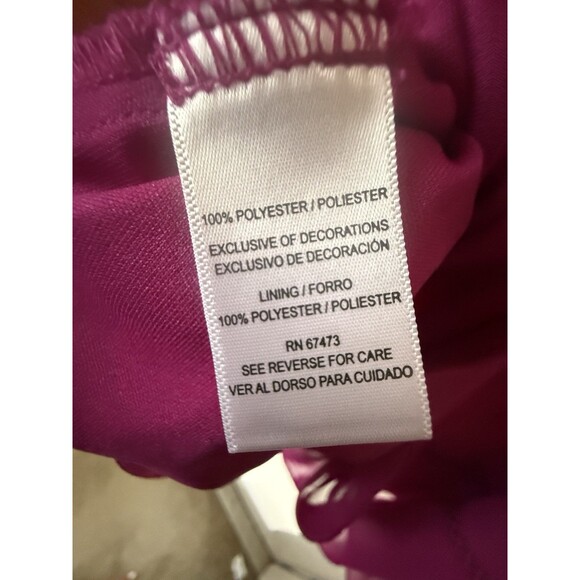 100% POLYESTER / POLIESTER
EXCLUSIVE OF DECORATIONS
EXCLUSIVO DE DECORACIÓN
LINING / FORRO
100% POLYESTER / POLIESTER
RN 67473
SEE REVERSE FOR CARE
VER AL DORSO PARA CUIDADO